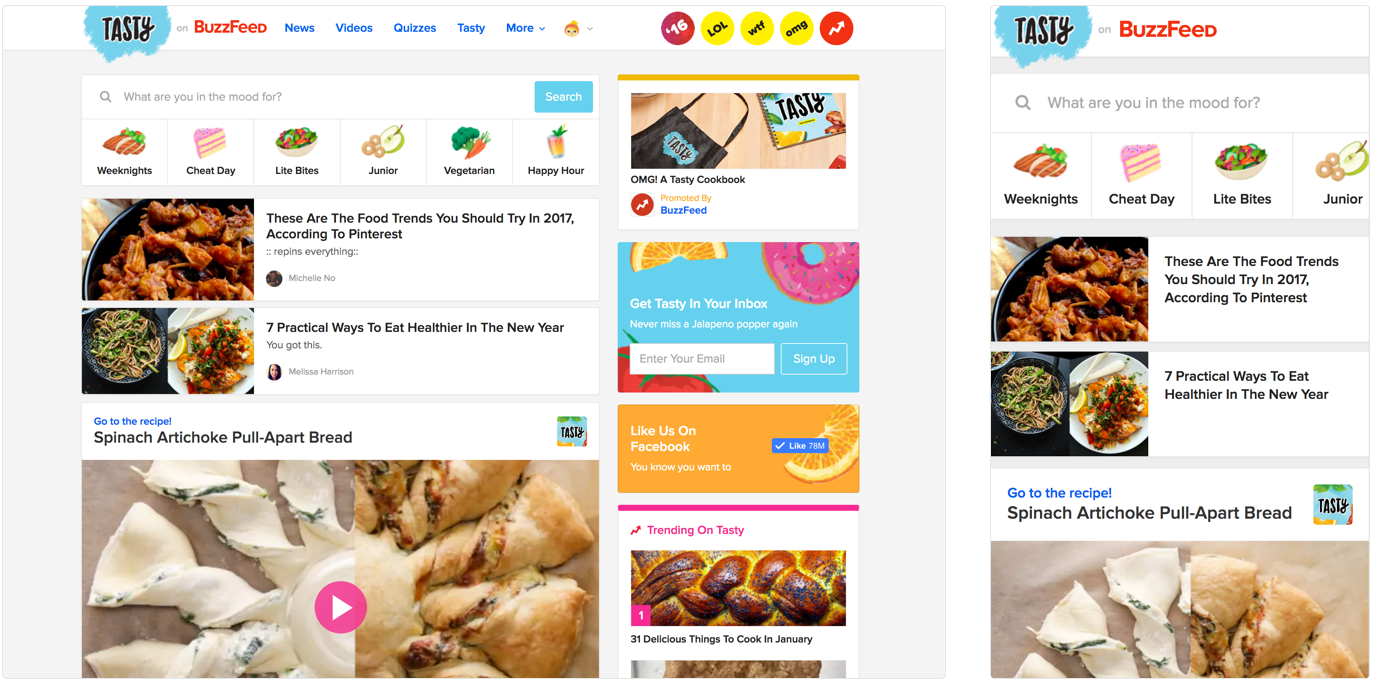 TASTY on BuzzFeed News Videos Quizzes Tasty More
'16 LOL wtf omg
What are you in the mood for? Search
Weeknights Cheat Day Lite Bites Junior Vegetarian Happy Hour
These Are The Food Trends You Should Try In 2017,
According To Pinterest
:: repins everything::
Michelle No
7 Practical Ways To Eat Healthier In The New Year
You got this.
Melissa Harrison
Go to the recipe!
Spinach Artichoke Pull-Apart Bread
TASTY
TASTY
TASTY
OMG! A Tasty Cookbook
Promoted By
BuzzFeed
Get Tasty In Your Inbox
Never miss a Jalapeno popper again
Enter Your Email Sign Up
Like Us On
Facebook
Like 78M
You know you want to
Trending On Tasty
1
31 Delicious Things To Cook In January
TASTY on BuzzFeed
What are you in the mood for?
Weeknights Cheat Day Lite Bites Junior
These Are The Food Trends
You Should Try In 2017,
According To Pinterest
7 Practical Ways To Eat
Healthier In The New Year
Go to the recipe!
Spinach Artichoke Pull-Apart Bread
TASTY